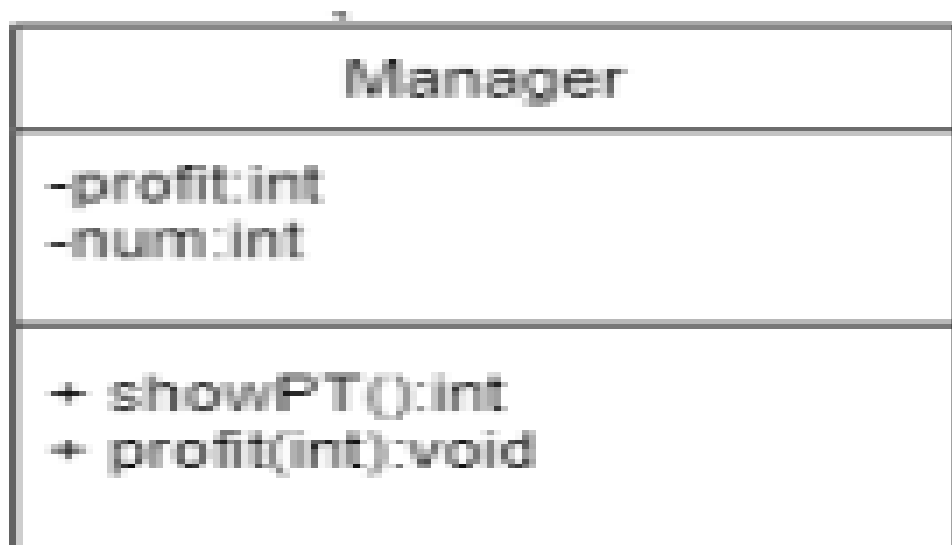 Manager
-profit:int
-num:int
+ showPT():int
+ profit(int):void